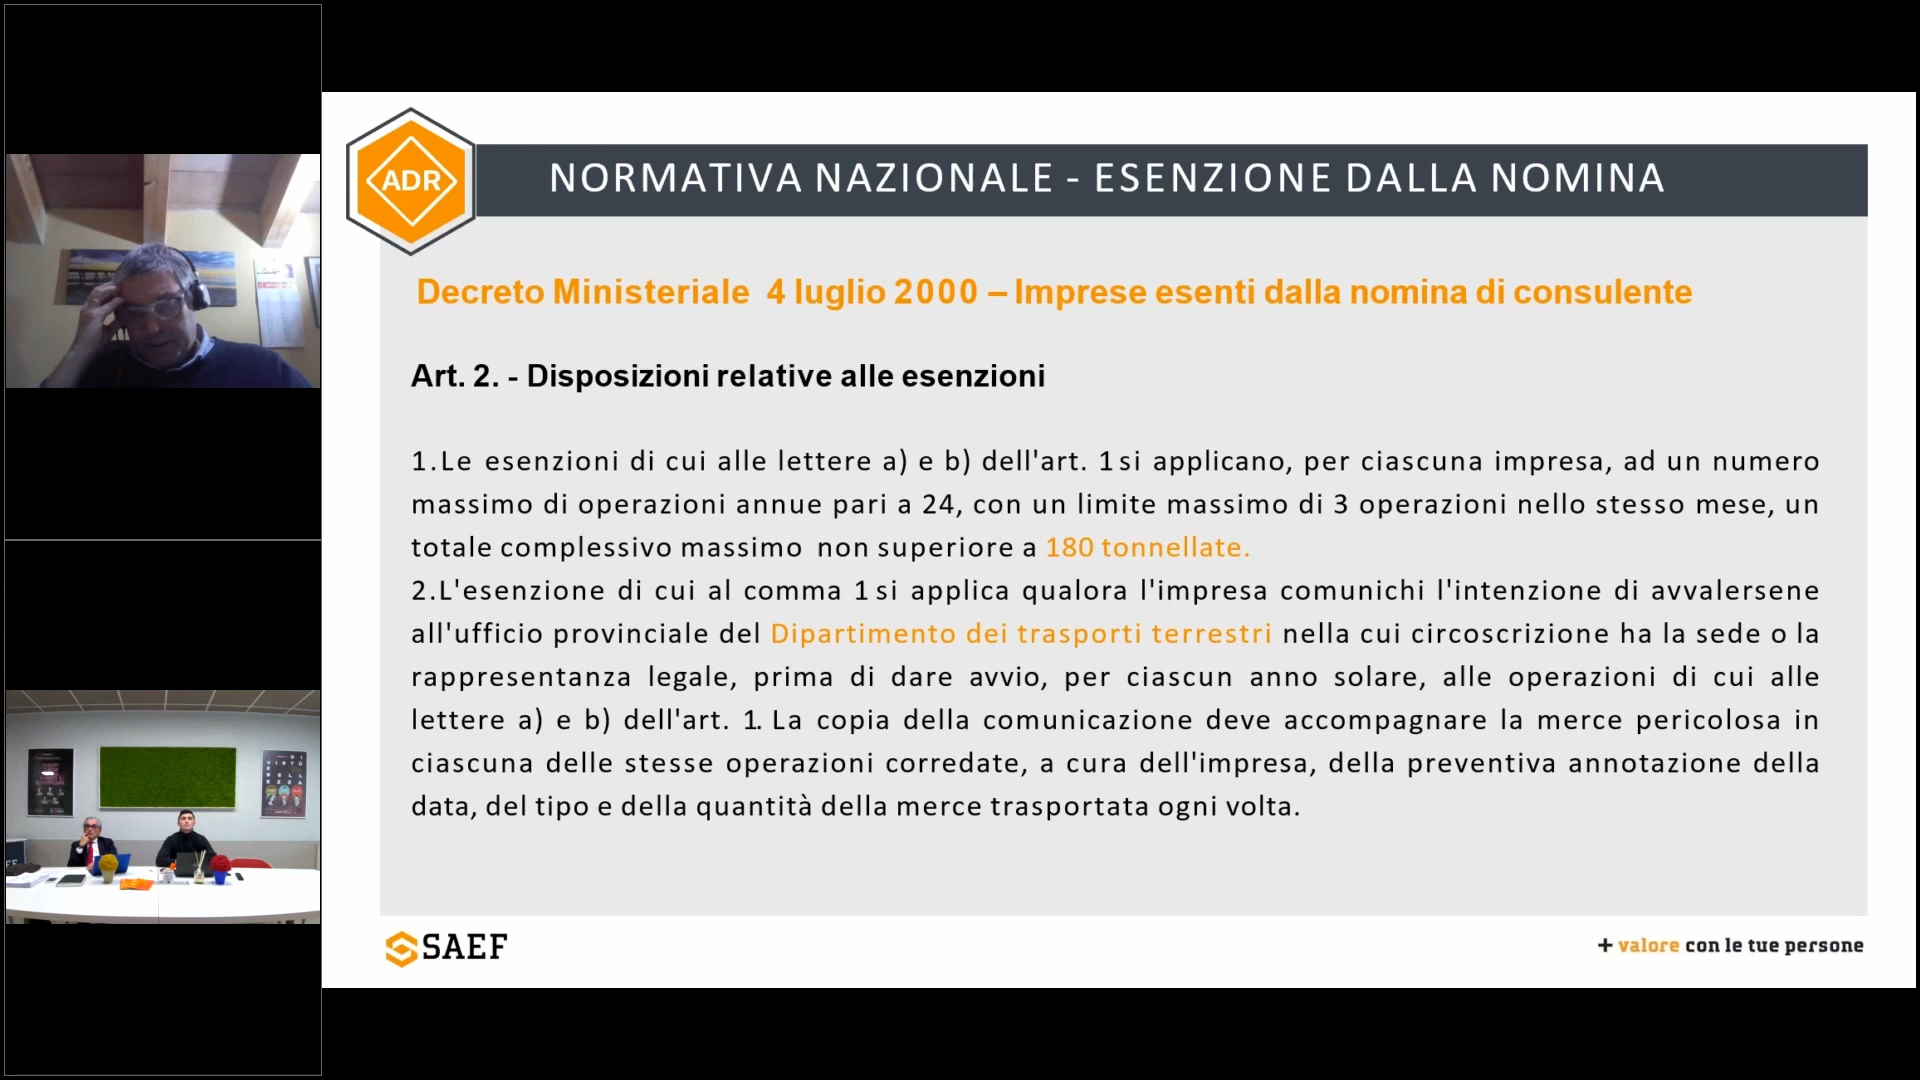 ADR
NORMATIVA NAZIONALE - ESENZIONE DALLA NOMINA
Decreto Ministeriale 4 luglio 2000 – Imprese esenti dalla nomina di consulente
Art. 2. - Disposizioni relative alle esenzioni
1.Le esenzioni di cui alle lettere a) e b) dell'art. 1 si applicano, per ciascuna impresa, ad un numero
massimo di operazioni annue pari a 24, con un limite massimo di 3 operazioni nello stesso mese, un
totale complessivo massimo non superiore a 180 tonnellate.
2.L'esenzione di cui al comma 1 si applica qualora l'impresa comunichi l'intenzione di avvalersene
all'ufficio provinciale del Dipartimento dei trasporti terrestri nella cui circoscrizione ha la sede o la
rappresentanza legale, prima di dare avvio, per ciascun anno solare, alle operazioni di cui alle
lettere a) e b) dell'art. 1. La copia della comunicazione deve accompagnare la merce pericolosa in
ciascuna delle stesse operazioni corredate, a cura dell'impresa, della preventiva annotazione della
data, del tipo e della quantità della merce trasportata ogni volta.
SAEF
+ valore con le tue persone